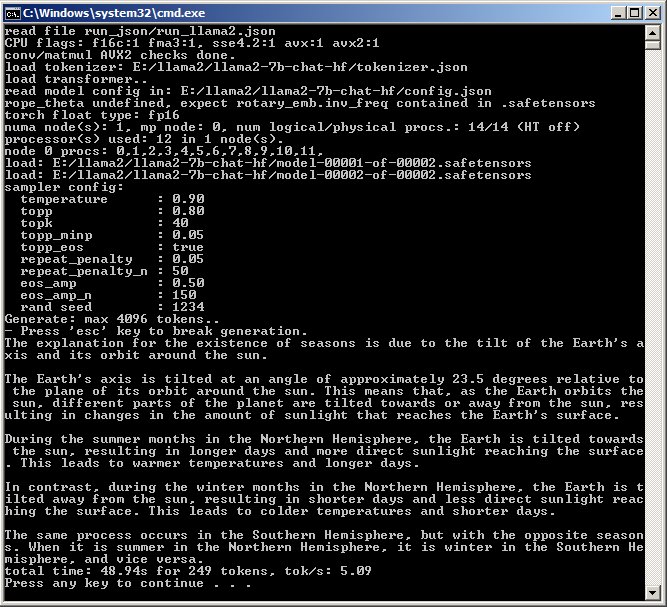 C:\Windows\system32\cmd.exe
read file run_json/run_llama2.json
CPU flags: f16c:1 fma3:1, sse4.2:1 avx:1 avx2:1
conv/matmul AVX2 checks done.
load tokenizer: E:/llama2/llama2-7b-chat-hf/tokenizer.json
load transformer..
read model config in: E:/llama2/llama2-7b-chat-hf/config.json
rope_theta undefined, expect rotary_emb.inv_freq contained in .safetensors
torch float type: fp16
numa node(s): 1, mp node: 0, num logical/physical procs.: 14/14 (HT off)
processor(s) used: 12 in 1 node(s).
node 0 procs: 0,1,2,3,4,5,6,7,8,9,10,11,
load: E:/llama2/llama2-7b-chat-hf/model-00001-of-00002.safetensors
load: E:/llama2/llama2-7b-chat-hf/model-00002-of-00002.safetensors
sampler config:
  temperature      : 0.90
  topp             : 0.80
  topk             : 40
  topp_minp        : 0.05
  topp_eos         : true
  repeat_penalty   : 0.05
  repeat_penalty_n : 50
  eos_amp          : 0.50
  eos_amp_n        : 150
  rand seed        : 1234
Generate: max 4096 tokens..
- Press 'esc' key to break generation.
The explanation for the existence of seasons is due to the tilt of the Earth's a
xis and its orbit around the sun.

The Earth's axis is tilted at an angle of approximately 23.5 degrees relative to
 the plane of its orbit around the sun. This means that, as the Earth orbits the
 sun, different parts of the planet are tilted towards or away from the sun, res
ulting in changes in the amount of sunlight that reaches the Earth's surface.

During the summer months in the Northern Hemisphere, the Earth is tilted towards
 the sun, resulting in longer days and more direct sunlight reaching the surface
. This leads to warmer temperatures and longer days.

In contrast, during the winter months in the Northern Hemisphere, the Earth is t
ilted away from the sun, resulting in shorter days and less direct sunlight reac
hing the surface. This leads to colder temperatures and shorter days.

The same process occurs in the Southern Hemisphere, but with the opposite season
s. When it is summer in the Northern Hemisphere, it is winter in the Southern He
misphere, and vice versa.
total time: 48.94s for 249 tokens, tok/s: 5.09
Press any key to continue . . .